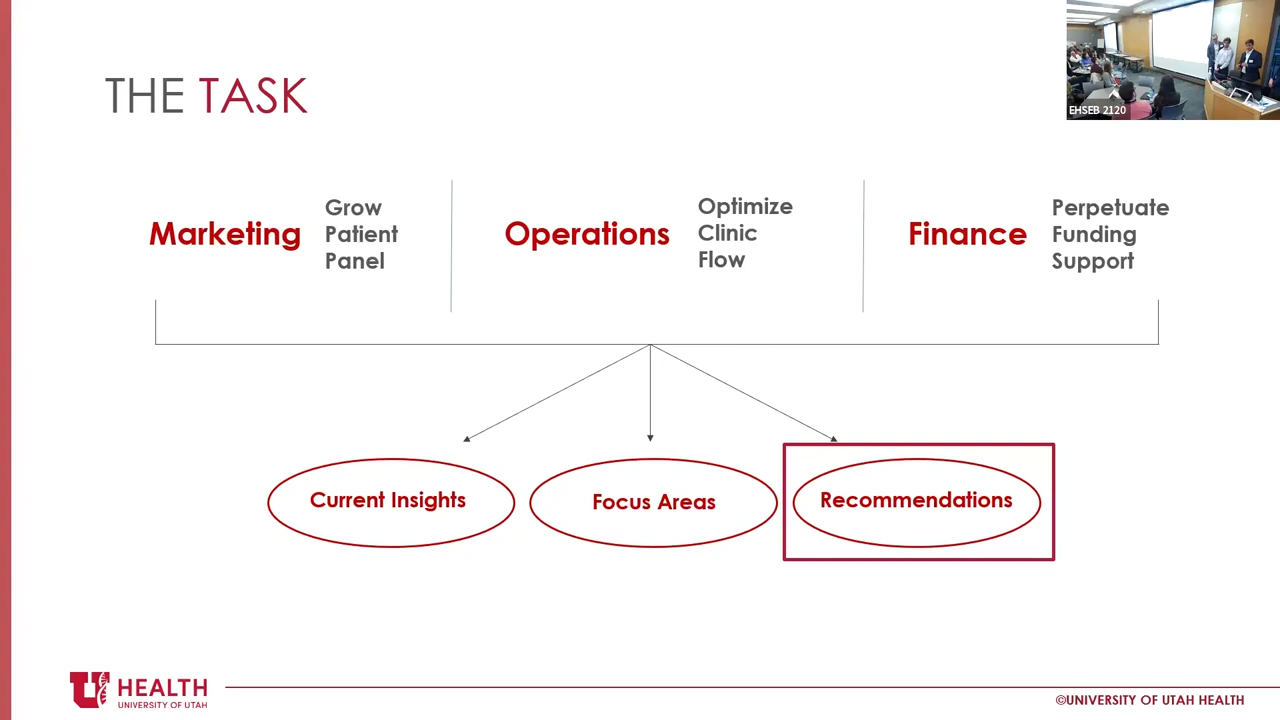 THE TASK
EHSEB 2120
Marketing
Grow
Patient
Panel
Operations
Optimize
Clinic
Flow
Finance
Perpetuate
Funding
Support
Current Insights
Focus Areas
Recommendations
U HEALTH
UNIVERSITY OF UTAH
©UNIVERSITY OF UTAH HEALTH